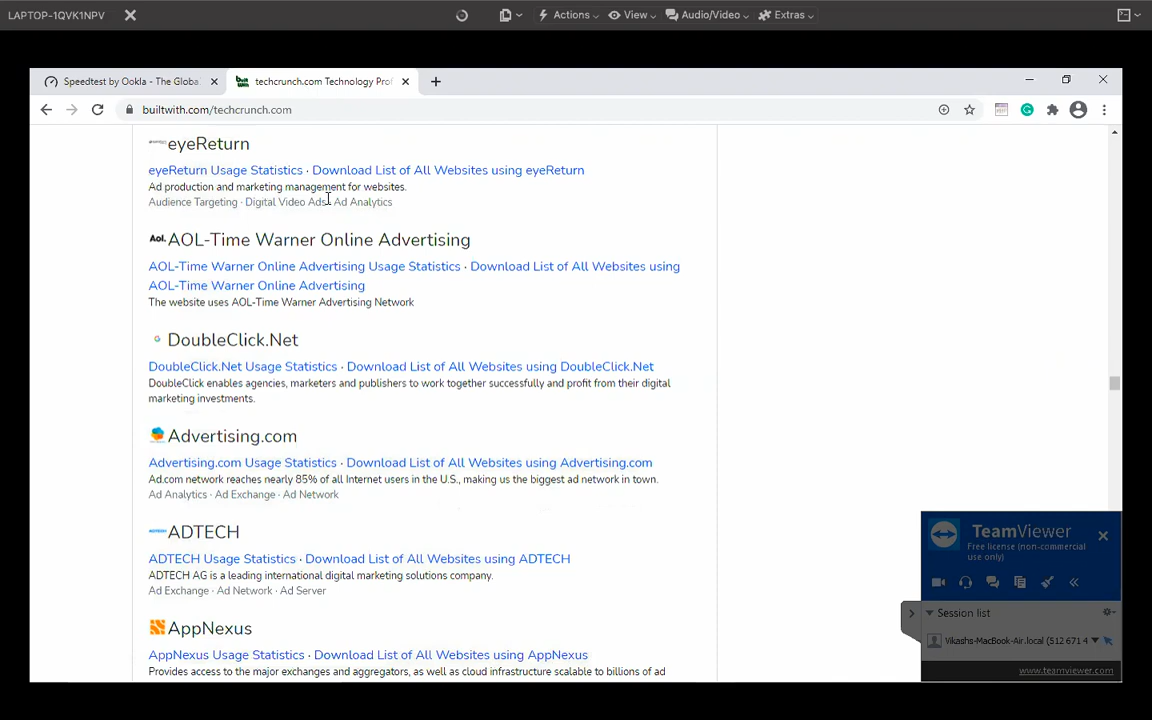 LAPTOP-1QVK1NPV
Actions
View
Audio/Video
Extras
Speedtest by Ookla - The Globa
techcrunch.com Technology Prof
builtwith.com/techcrunch.com
eyeReturn
eyeReturn Usage Statistics · Download List of All Websites using eyeReturn
Ad production and marketing management for websites.
Audience Targeting · Digital Video Ads · Ad Analytics
Aol. AOL-Time Warner Online Advertising
AOL-Time Warner Online Advertising Usage Statistics · Download List of All Websites using
AOL-Time Warner Online Advertising
The website uses AOL-Time Warner Advertising Network
DoubleClick.Net
DoubleClick.Net Usage Statistics · Download List of All Websites using DoubleClick.Net
DoubleClick enables agencies, marketers and publishers to work together successfully and profit from their digital
marketing investments.
Advertising.com
Advertising.com Usage Statistics · Download List of All Websites using Advertising.com
Ad.com network reaches nearly 85% of all Internet users in the U.S., making us the biggest ad network in town.
Ad Analytics · Ad Exchange · Ad Network
ADTECH
ADTECH Usage Statistics · Download List of All Websites using ADTECH
ADTECH AG is a leading international digital marketing solutions company.
Ad Exchange · Ad Network · Ad Server
AppNexus
AppNexus Usage Statistics · Download List of All Websites using AppNexus
Provides access to the major exchanges and aggregators, as well as cloud infrastructure scalable to billions of ad
TeamViewer
Free license (non-commercial
use only)
Session list
Vikashs-MacBook-Air.local (512 671 4
www.teamviewer.com